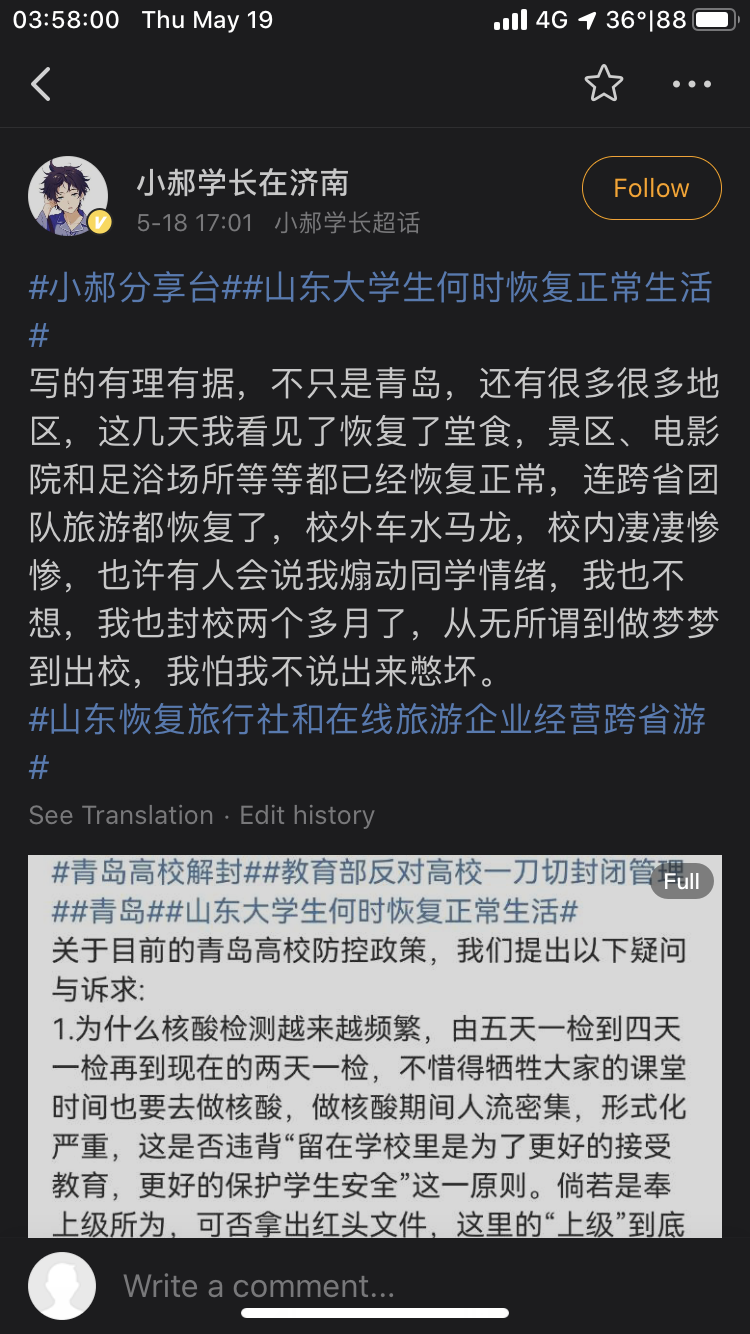 03:58:00 Thu May 19 4G 36°|88
小郝学长在济南
Follow
5-18 17:01 小郝学长超话
#小郝分享台##山东大学生何时恢复正常生活
#
写的有理有据，不只是青岛，还有很多很多地
区，这几天我看见了恢复了堂食，景区、电影
院和足浴场所等等都已经恢复正常，连跨省团
队旅游都恢复了，校外车水马龙，校内凄凄惨
惨，也许有人会说我煽动同学情绪，我也不
想，我也封校两个多月了，从无所谓到做梦梦
到出校，我怕我不说出来憋坏。
#山东恢复旅行社和在线旅游企业经营跨省游
#
See Translation · Edit history
#青岛高校解封##教育部反对高校一刀切封闭管理
Full
##青岛##山东大学生何时恢复正常生活#
关于目前的青岛高校防控政策，我们提出以下疑问
与诉求:
1.为什么核酸检测越来越频繁，由五天一检到四天
一检再到现在的两天一检，不惜得牺牲大家的课堂
时间也要去做核酸，做核酸期间人流密集，形式化
严重，这是否违背“留在学校里是为了更好的接受
教育，更好的保护学生安全”这一原则。倘若是奉
上级所为，可否拿出红头文件，这里的“上级”到底
Write a comment...